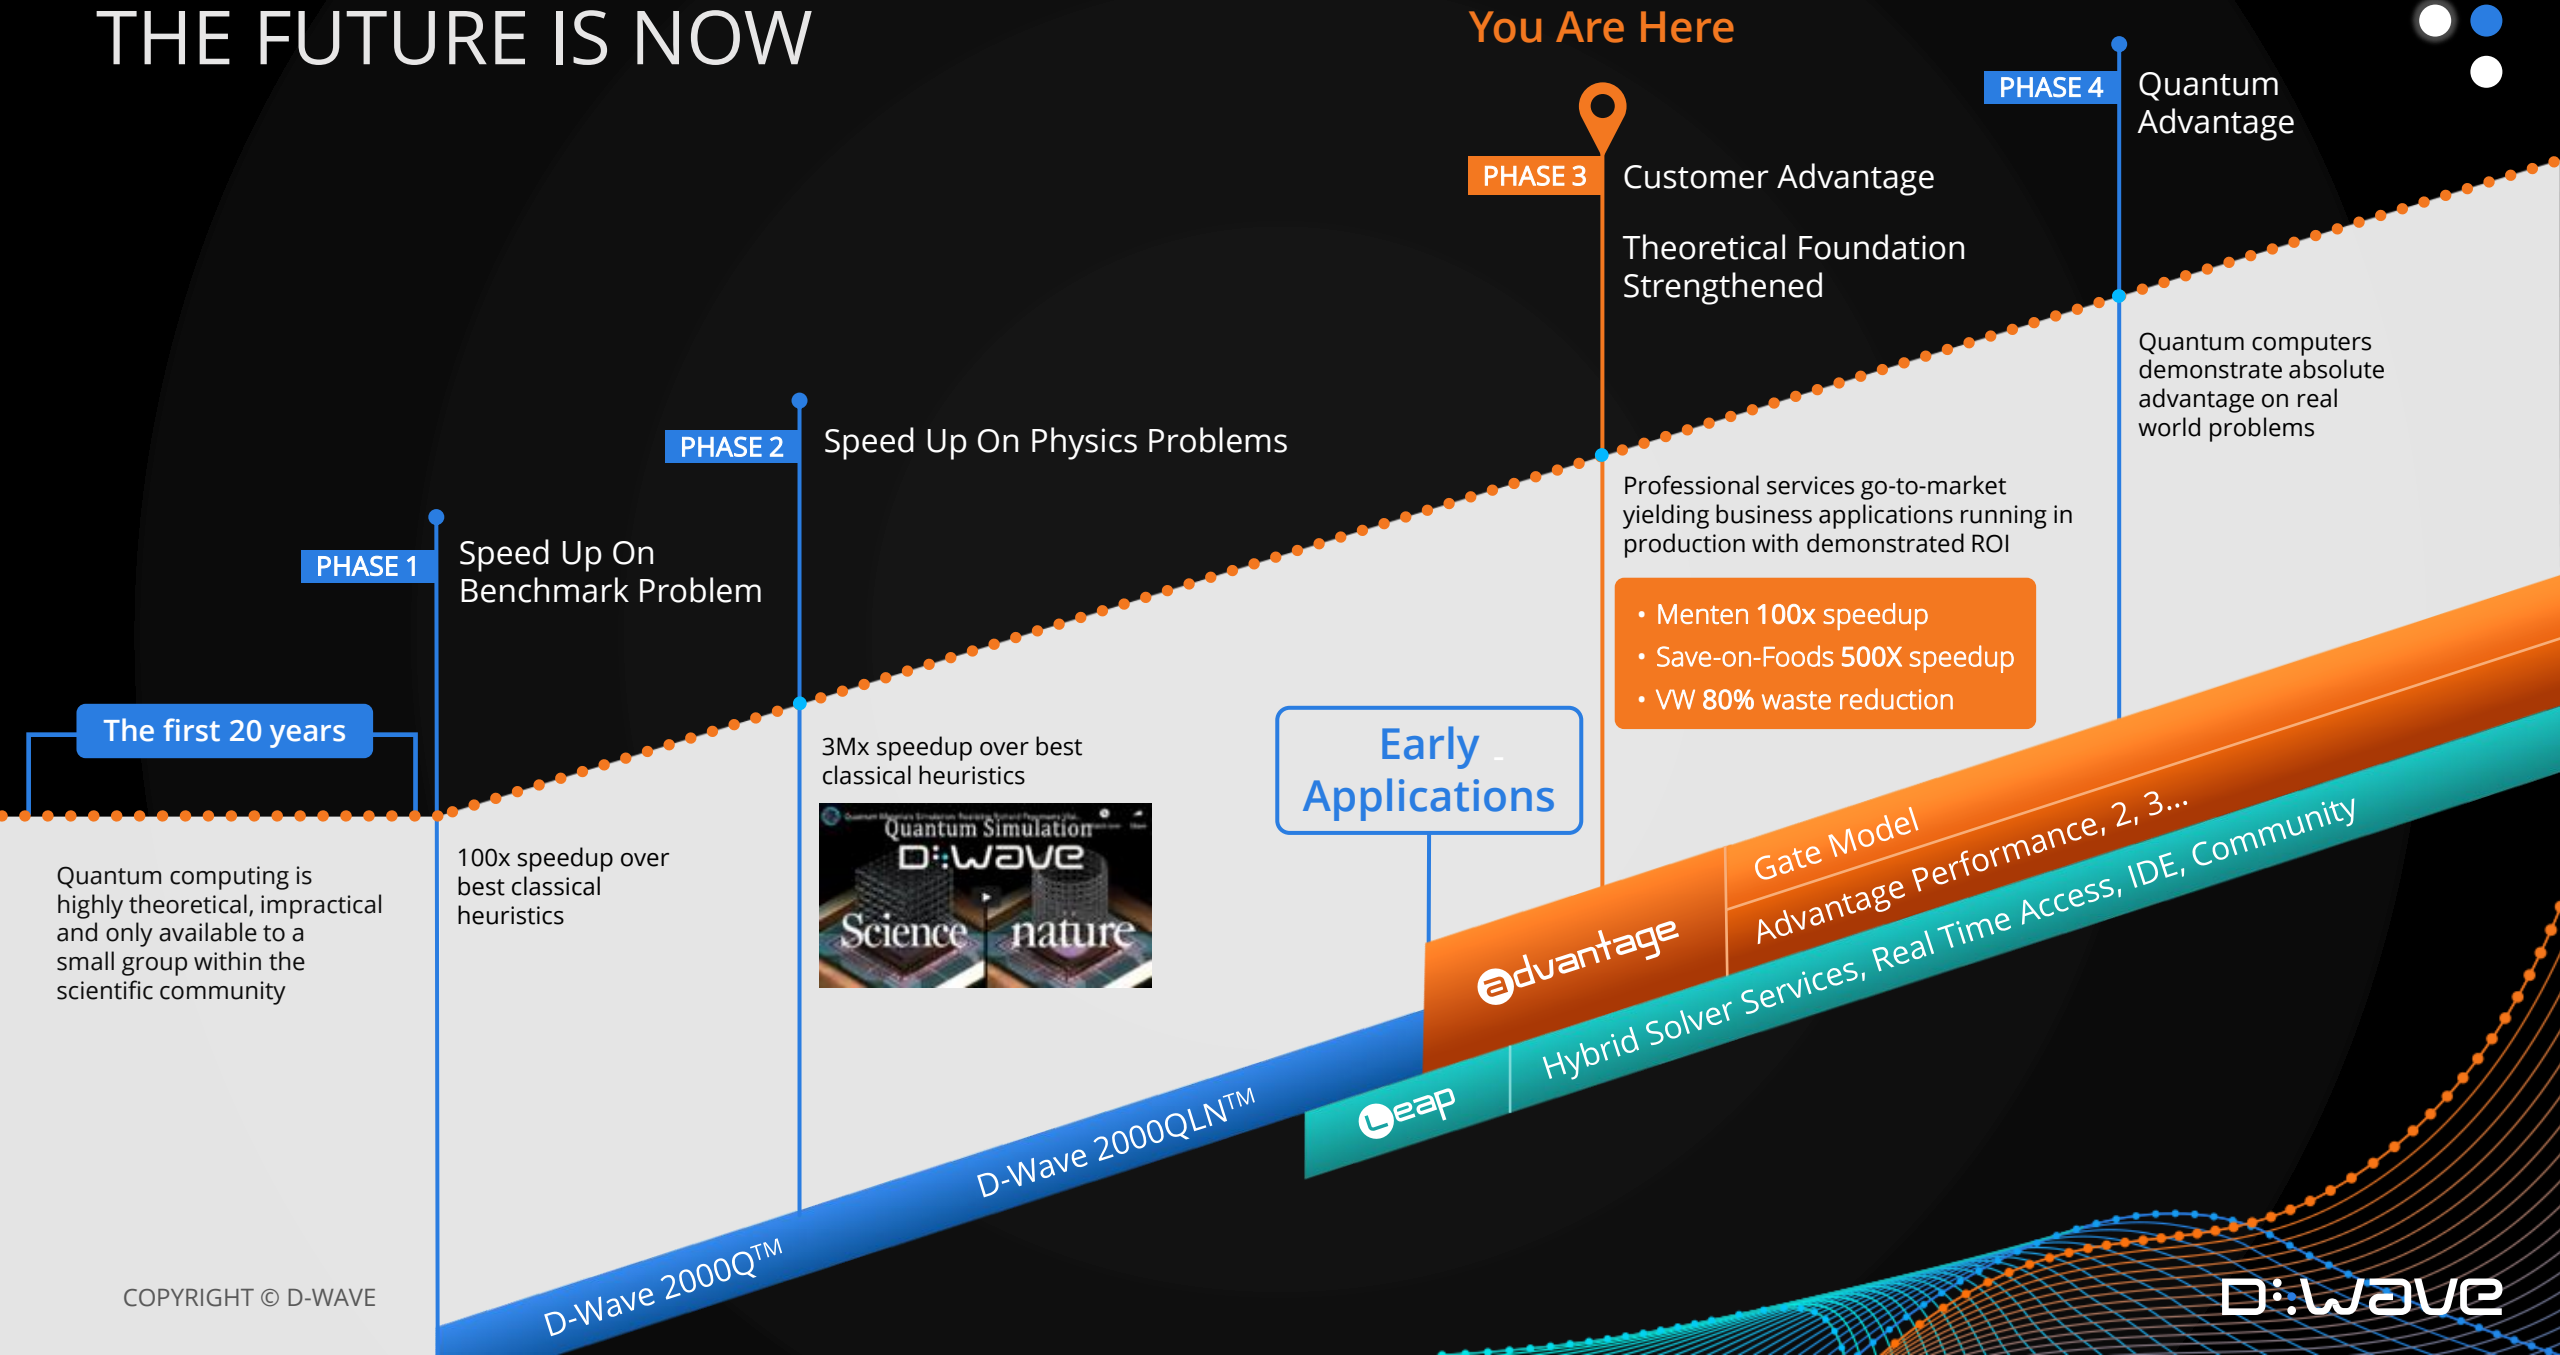 THE FUTURE IS NOW
You Are Here
PHASE 4
Quantum
Advantage
PHASE 3
Customer Advantage
Theoretical Foundation
Strengthened
Quantum computers
demonstrate absolute
advantage on real
world problems
PHASE 2
Speed Up On Physics Problems
Professional services go-to-market
yielding business applications running in
production with demonstrated ROI
PHASE 1
Speed Up On
Benchmark Problem
• Menten 100x speedup
• Save-on-Foods 500X speedup
• VW 80% waste reduction
The first 20 years
Early
Applications
3Mx speedup over best
classical heuristics
Quantum Simulation
D:Wave
Science
nature
100x speedup over
best classical
heuristics
Quantum computing is
highly theoretical, impractical
and only available to a
small group within the
scientific community
Gate Model
Advantage Performance, 2, 3...
advantage
Hybrid Solver Services, Real Time Access, IDE, Community
Leap
D-Wave 2000QLN™
D-Wave 2000Q™
COPYRIGHT © D-WAVE
D:Wave